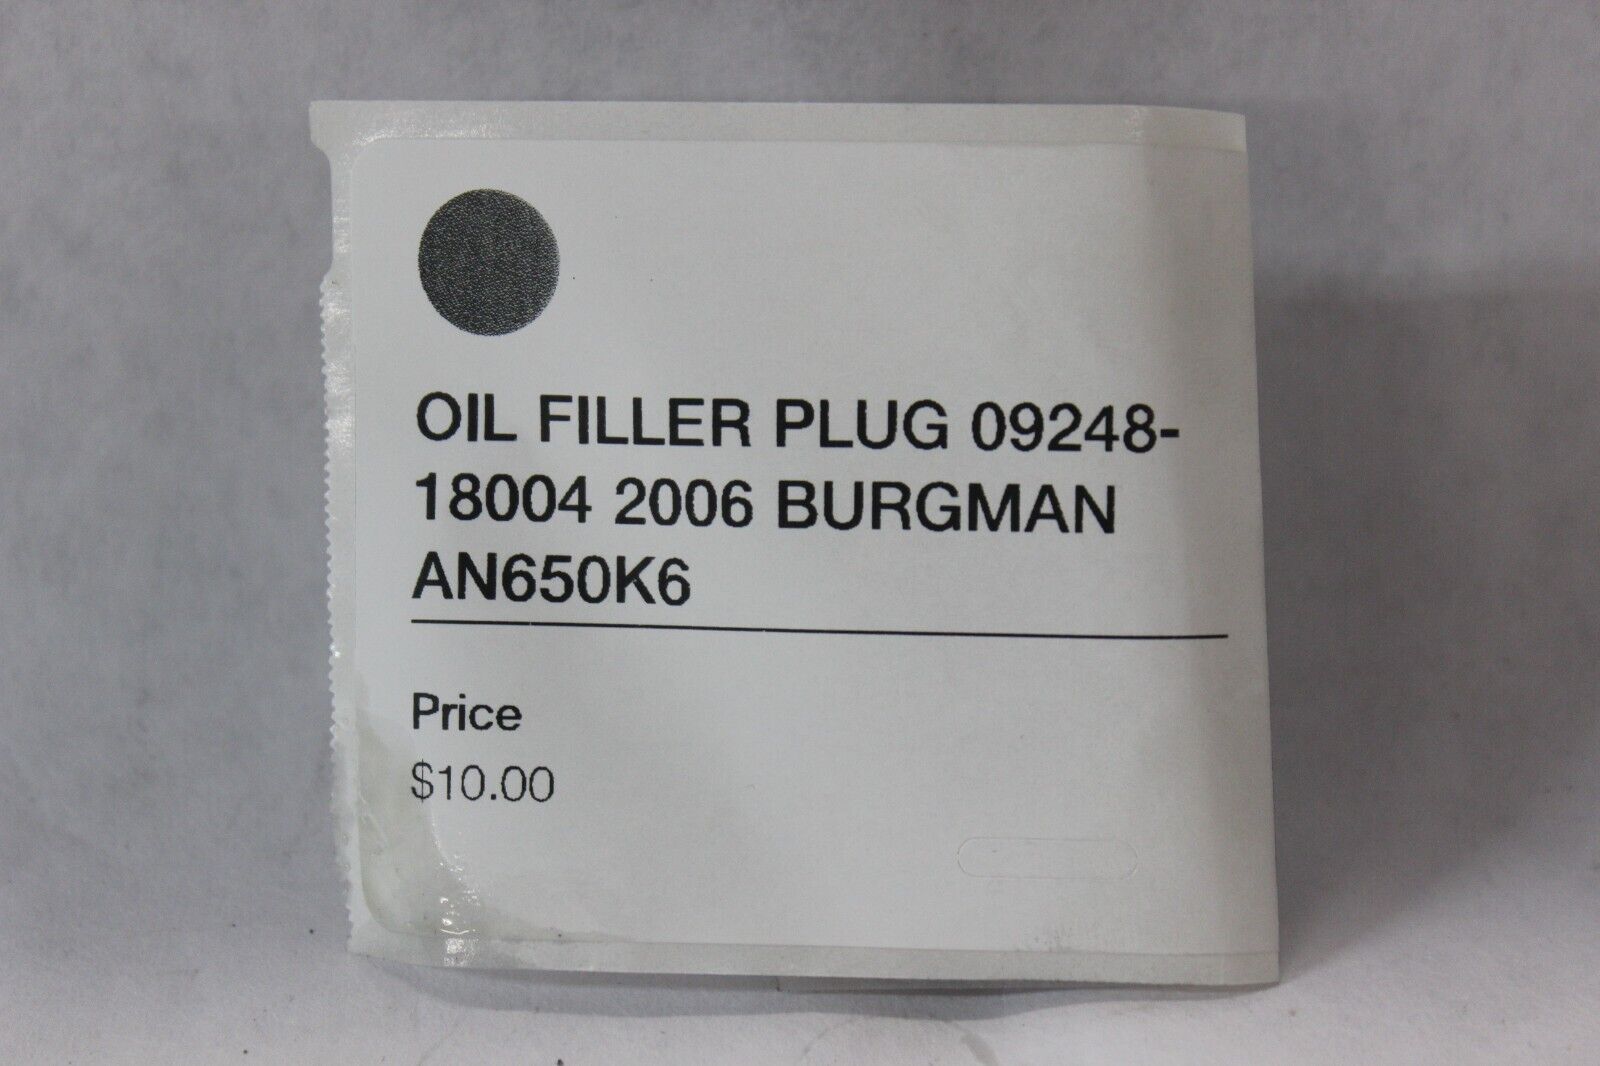 OIL FILLER PLUG 09248-
18004 2006 BURGMAN
AN650K6
Price
$10.00